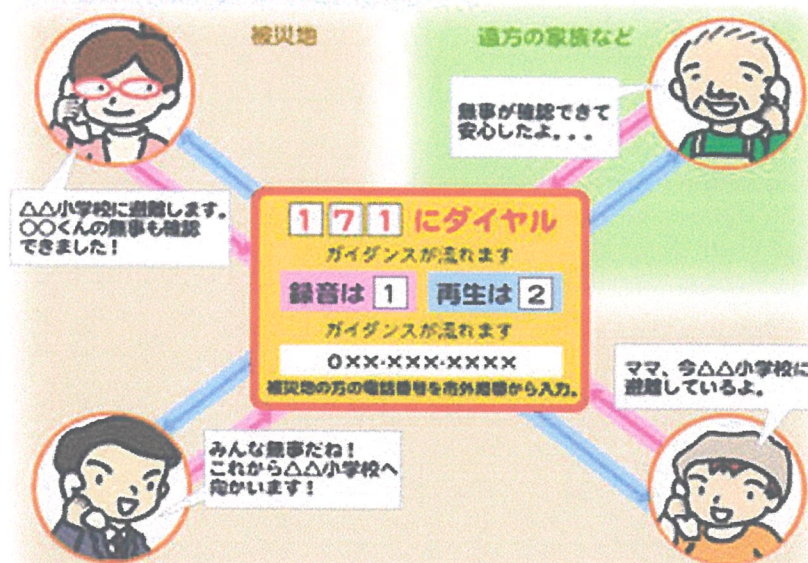 被災地
遠方の家族など
無事が確認できて
安心したよ。。。
△△小学校に避難します。
○○くんの無事も確認
できました！
171にダイヤル
ガイダンスが流れます
録音は 1 再生は 2
ガイダンスが流れます
0××-×××-××××
被災地の方の電話番号を市外局番から入力。
ママ、今△△小学校に
避難しているよ。
みんな無事だね！
これから△△小学校へ
向かいます！